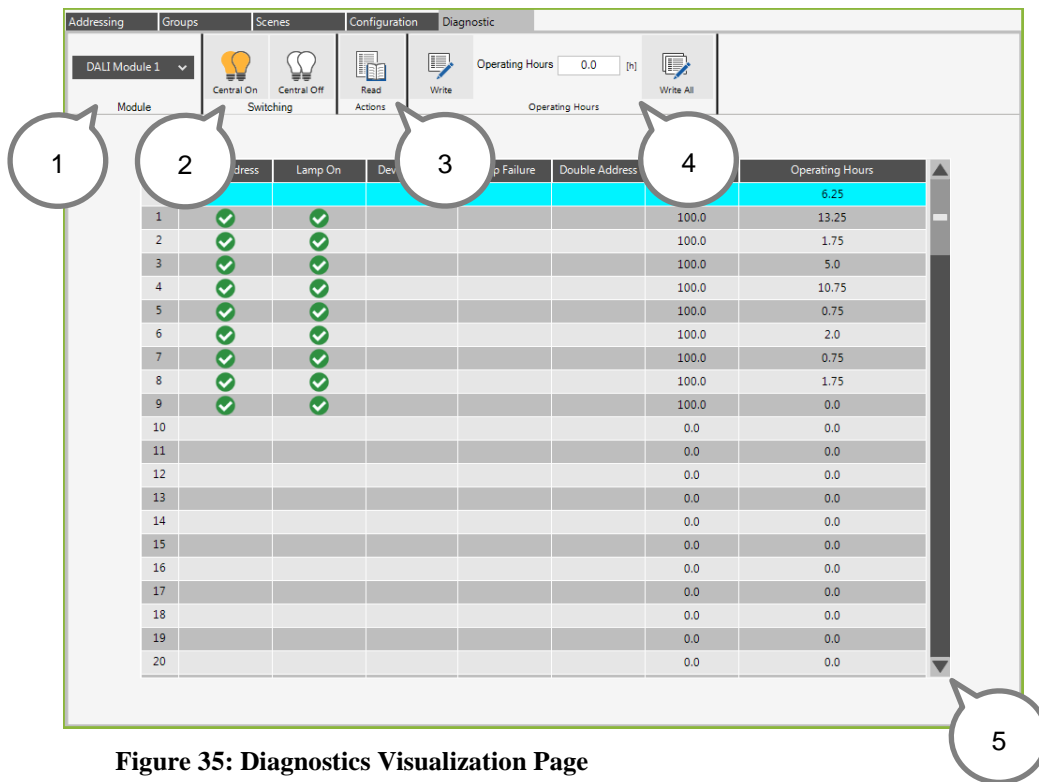 Addressing Groups Scenes Configuration Diagnostic
DALI Module 1 Central On Central Off Read Write Operating Hours 0.0 [h] Write All
Module Switching Actions Operating Hours
1 2 3 4
Lamp On Failure Double Address Operating Hours
6.25
1 100.0 13.25
2 100.0 1.75
3 100.0 5.0
4 100.0 10.75
5 100.0 0.75
6 100.0 2.0
7 100.0 0.75
8 100.0 1.75
9 100.0 0.0
10 0.0 0.0
11 0.0 0.0
12 0.0 0.0
13 0.0 0.0
14 0.0 0.0
15 0.0 0.0
16 0.0 0.0
17 0.0 0.0
18 0.0 0.0
19 0.0 0.0
20 0.0 0.0
5
Figure 35: Diagnostics Visualization Page